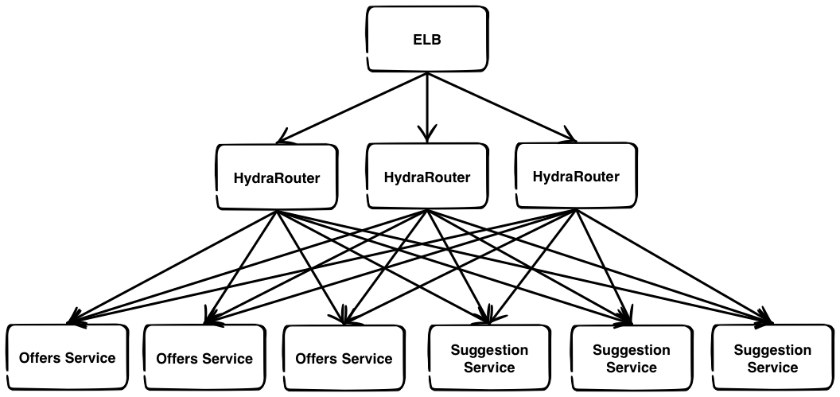 ELB
HydraRouter
HydraRouter
HydraRouter
Offers Service
Offers Service
Offers Service
Suggestion
Service
Suggestion
Service
Suggestion
Service